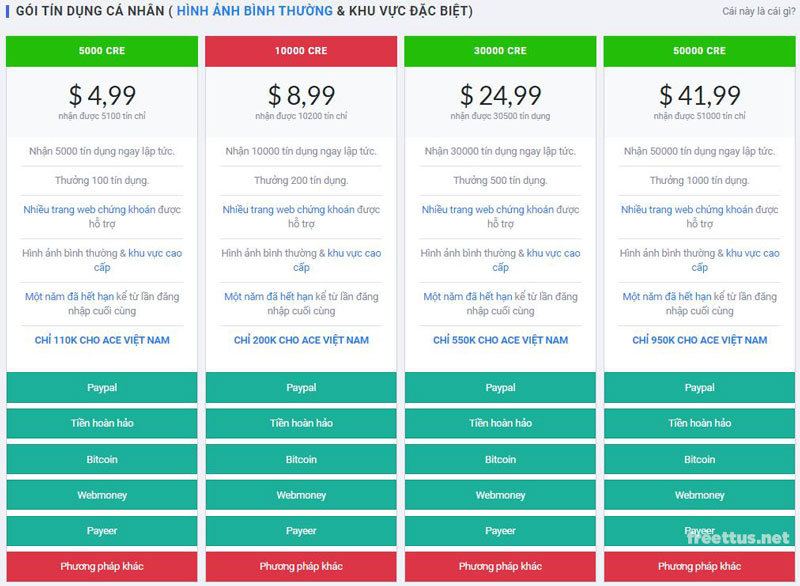 GÓI TÍN DỤNG CÁ NHÂN ( HÌNH ẢNH BÌNH THƯỜNG & KHU VỰC ĐẶC BIỆT)
Cái này là cái gì?
5000 CRE
$ 4,99
nhận được 5100 tín chỉ
Nhận 5000 tín dụng ngay lập tức.
Thưởng 100 tín dụng.
Nhiều trang web chứng khoán được
hỗ trợ
Hình ảnh bình thường & khu vực cao
cấp
Một năm đã hết hạn kể từ lần đăng
nhập cuối cùng
CHỈ 110K CHO ACE VIỆT NAM
Paypal
Tiền hoàn hảo
Bitcoin
Webmoney
Payeer
Phương pháp khác
10000 CRE
$ 8,99
nhận được 10200 tín chỉ
Nhận 10000 tín dụng ngay lập tức.
Thưởng 200 tín dụng.
Nhiều trang web chứng khoán được
hỗ trợ
Hình ảnh bình thường & khu vực cao
cấp
Một năm đã hết hạn kể từ lần đăng
nhập cuối cùng
CHỈ 200K CHO ACE VIỆT NAM
Paypal
Tiền hoàn hảo
Bitcoin
Webmoney
Payeer
Phương pháp khác
30000 CRE
$ 24,99
nhận được 30500 tín dụng
Nhận 30000 tín dụng ngay lập tức.
Thưởng 500 tín dụng.
Nhiều trang web chứng khoán được
hỗ trợ
Hình ảnh bình thường & khu vực cao
cấp
Một năm đã hết hạn kể từ lần đăng
nhập cuối cùng
CHỈ 550K CHO ACE VIỆT NAM
Paypal
Tiền hoàn hảo
Bitcoin
Webmoney
Payeer
Phương pháp khác
50000 CRE
$ 41,99
nhận được 51000 tín chỉ
Nhận 50000 tín dụng ngay lập tức.
Thưởng 1000 tín dụng.
Nhiều trang web chứng khoán được
hỗ trợ
Hình ảnh bình thường & khu vực cao
cấp
Một năm đã hết hạn kể từ lần đăng
nhập cuối cùng
CHỈ 950K CHO ACE VIỆT NAM
Paypal
Tiền hoàn hảo
Bitcoin
Webmoney
Payeer
freettus.net
Phương pháp khác